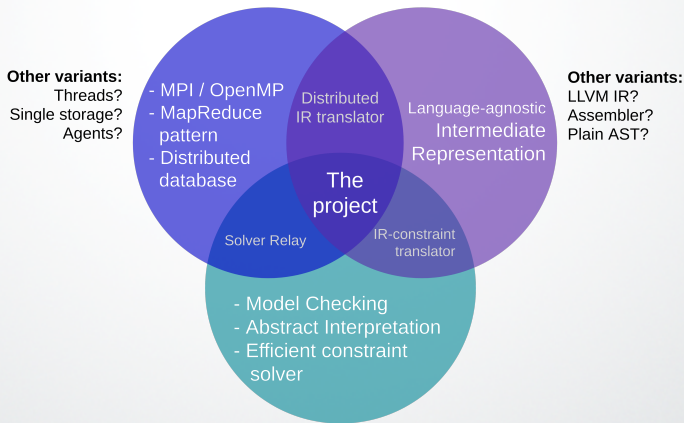 Other variants:
Threads?
Single storage?
Agents?
- MPI / OpenMP
- MapReduce
pattern
- Distributed
database
Distributed
IR translator
Language-agnostic
Intermediate
Representation
Other variants:
LLVM IR?
Assembler?
Plain AST?
The
project
Solver Relay
IR-constraint
translator
- Model Checking
- Abstract Interpretation
- Efficient constraint
solver